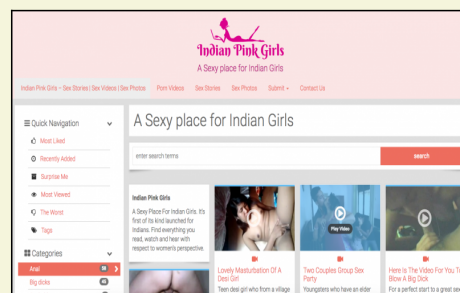 Indian Pink Girls
A Sexy place for Indian Girls
Indian Pink Girls – Sex Stories | Sex Videos | Sex Photos
Porn Videos
Sex Stories
Sex Photos
Submit
Contact Us
Quick Navigation
Most Liked
Recently Added
Surprise Me
Most Viewed
The Worst
Tags
Categories
Anal
Big dicks
A Sexy place for Indian Girls
enter search terms
search
Indian Pink Girls
A Sexy Place For Indian Girls. It's
first of its kind launched for
Indians. Find everything you
read, watch and hear with
respect to women's perspective.
Lovely Masturbation Of A
Desi Girl
Teen desi girl who from a village
Play Video
Two Couples Group Sex
Party
Youngsters who have an elder
Here Is The Video For You T
Blow A Big Dick
For a perfect start to a great se